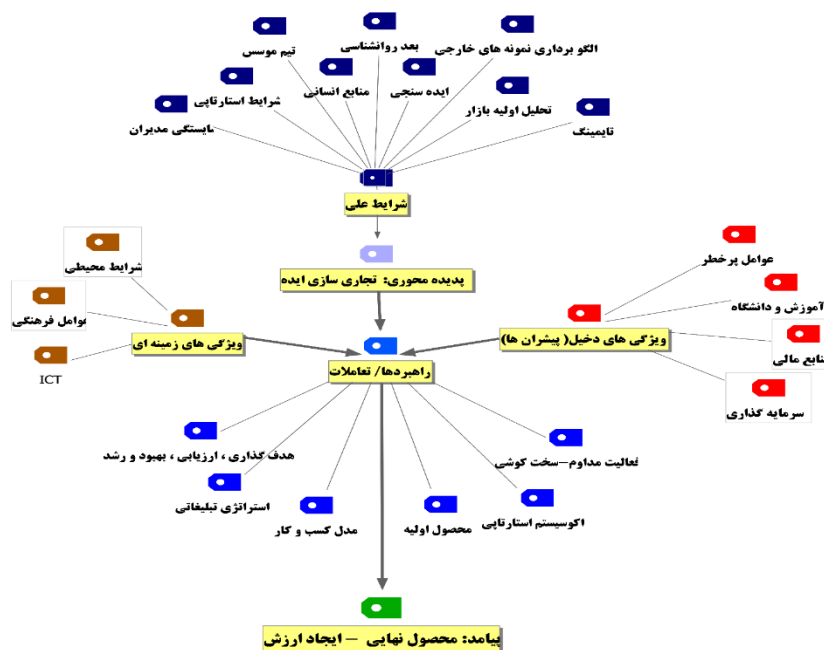 الگو برداری نمونه های خارجی
بعد روانشناسی
تیم موسس
ایده سنجی
منابع انسانی
شرایط استارتاپی
تحلیل اولیه بازار
تایمینگ
مایستگی مدیران
شرایط علی
پدیده محوری: تجاری سازی ایده
عوامل پرخطر
آموزش و دانشگاه
منابع مالی
سرمایه گذاری
ویژگی های دخیل( پیشران ها)
شرایط محیطی
عوامل فرهنگی
ICT
ویژگی های زمینه ای
راهبردها/ تعاملات
فعالیت مداوم–سخت کوشی
اکوسیستم استارتاپی
محصول اولیه
مدل کسب و کار
استراتژی تبلیغاتی
هدف گذاری ، ارزیابی ، بهبود و رشد
پیامد: محصول نهایی – ایجاد ارزش